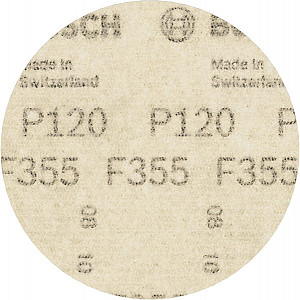 BOSCH BOSCH
Made in Made in
Switzerland Switzerland
P120 P120 P
F355 F355 F355